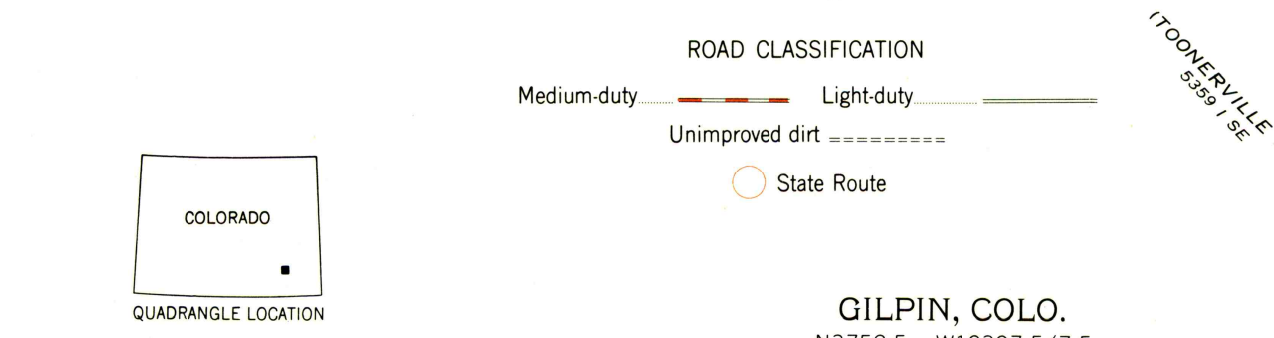 ROAD CLASSIFICATION
Medium-duty Light-duty
Unimproved dirt
State Route
(TOONERVILLE
5359 I SE
COLORADO
QUADRANGLE LOCATION
GILPIN, COLO.